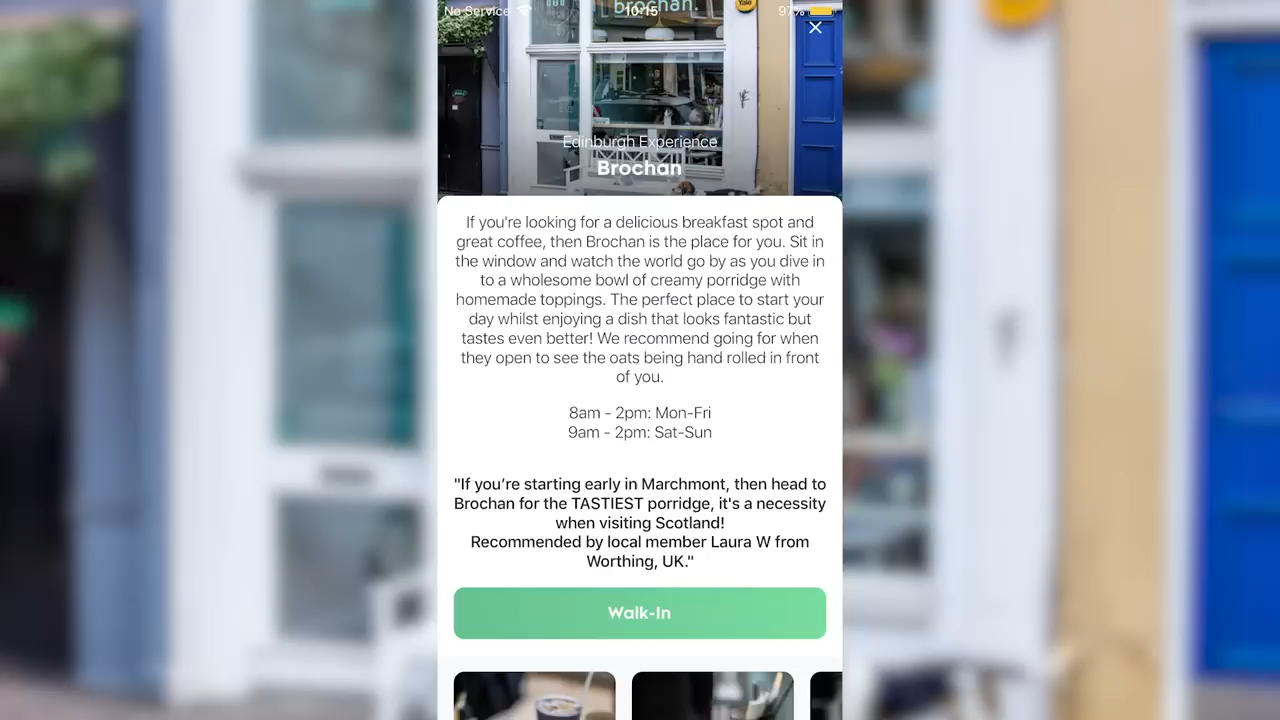 brochan.
Yale
No Service
10:15
97%
Edinburgh Experience
Brochan
If you're looking for a delicious breakfast spot and
great coffee, then Brochan is the place for you. Sit in
the window and watch the world go by as you dive in
to a wholesome bowl of creamy porridge with
homemade toppings. The perfect place to start your
day whilst enjoying a dish that looks fantastic but
tastes even better! We recommend going for when
they open to see the oats being hand rolled in front
of you.
8am - 2pm: Mon-Fri
9am - 2pm: Sat-Sun
"If you’re starting early in Marchmont, then head to
Brochan for the TASTIEST porridge, it's a necessity
when visiting Scotland!
Recommended by local member Laura W from
Worthing, UK."
Walk-In